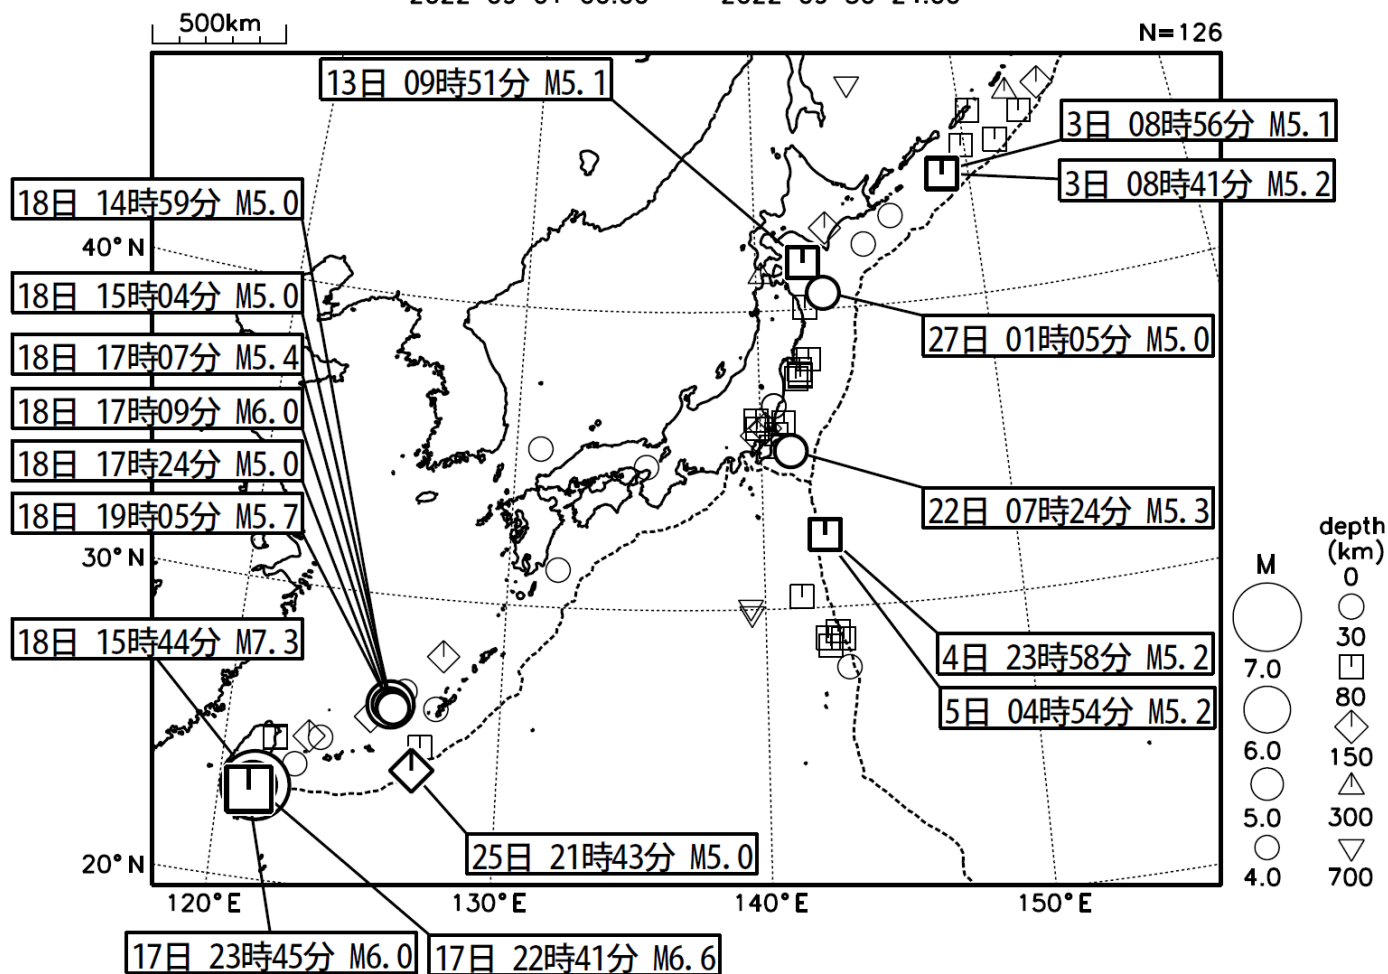 500km
N=126
13日 09時51分 M5.1
3日 08時56分 M5.1
3日 08時41分 M5.2
18日 14時59分 M5.0
40°N
18日 15時04分 M5.0
27日 01時05分 M5.0
18日 17時07分 M5.4
18日 17時09分 M6.0
18日 17時24分 M5.0
18日 19時05分 M5.7
22日 07時24分 M5.3
30°N
18日 15時44分 M7.3
4日 23時58分 M5.2
5日 04時54分 M5.2
25日 21時43分 M5.0
20°N
120°E
130°E
140°E
150°E
17日 23時45分 M6.0
17日 22時41分 M6.6
M
7.0
6.0
5.0
4.0
depth
(km)
0
30
80
150
300
700